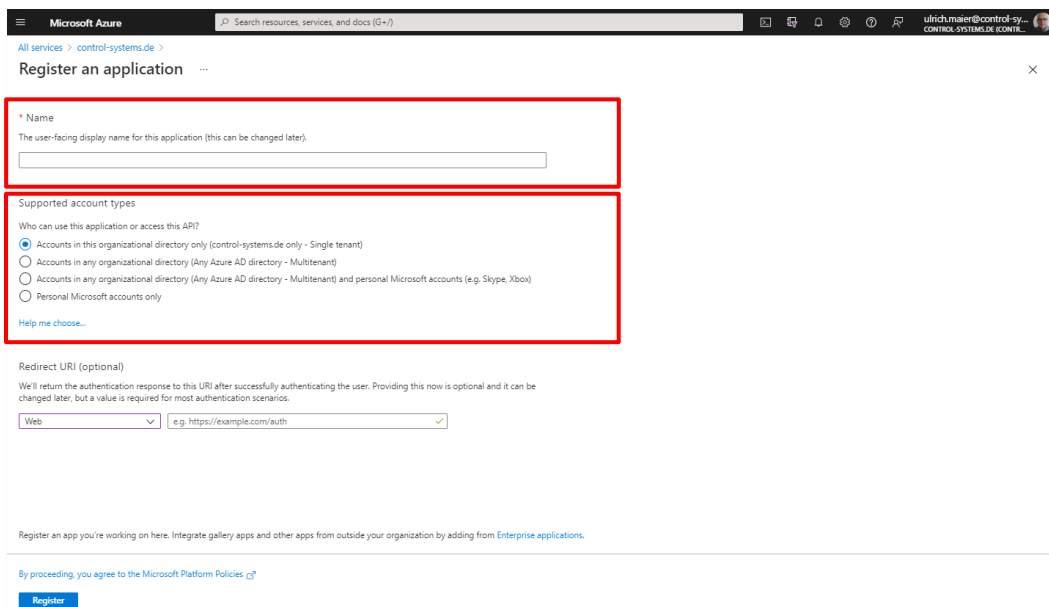 Microsoft Azure
Search resources, services, and docs (G+/)
ulrich.maier@control-sy...
CONTROL-SYSTEMS.DE (CONTR...
All services > control-systems.de >
Register an application ...
* Name
The user-facing display name for this application (this can be changed later).
Supported account types
Who can use this application or access this API?
Accounts in this organizational directory only (control-systems.de only - Single tenant)
Accounts in any organizational directory (Any Azure AD directory - Multitenant)
Accounts in any organizational directory (Any Azure AD directory - Multitenant) and personal Microsoft accounts (e.g. Skype, Xbox)
Personal Microsoft accounts only
Help me choose...
Redirect URI (optional)
We'll return the authentication response to this URI after successfully authenticating the user. Providing this now is optional and it can be
changed later, but a value is required for most authentication scenarios.
Web
e.g. https://example.com/auth
Register an app you're working on here. Integrate gallery apps and other apps from outside your organization by adding from Enterprise applications.
By proceeding, you agree to the Microsoft Platform Policies
Register